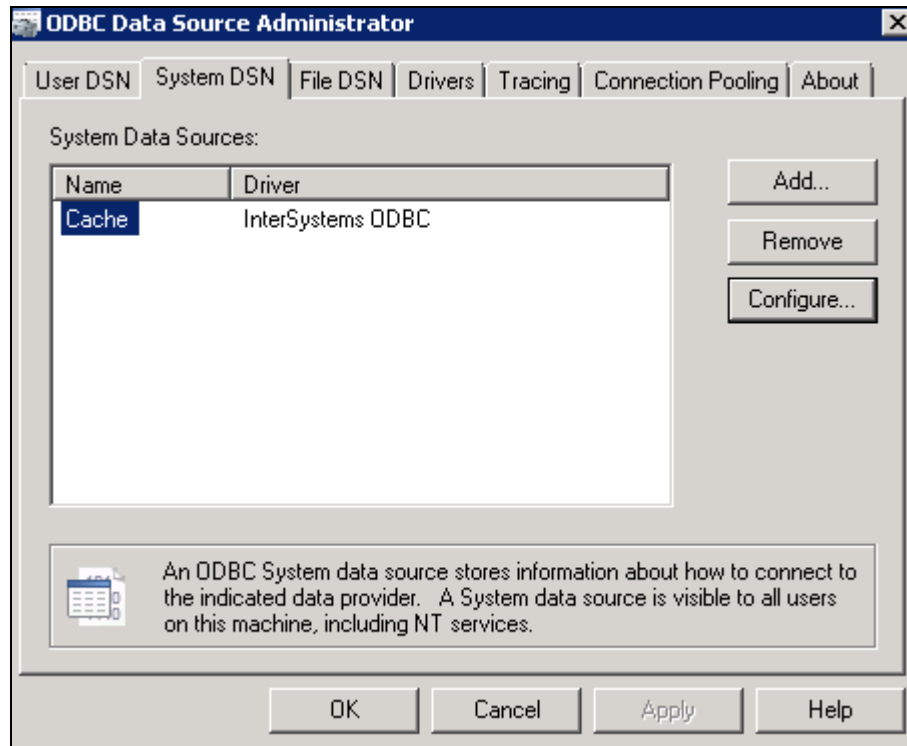 ODBC Data Source Administrator
User DSN System DSN File DSN Drivers Tracing Connection Pooling About
System Data Sources:
Name Driver
Cache InterSystems ODBC
Add...
Remove
Configure...
An ODBC System data source stores information about how to connect to
the indicated data provider. A System data source is visible to all users
on this machine, including NT services.
OK Cancel Apply Help